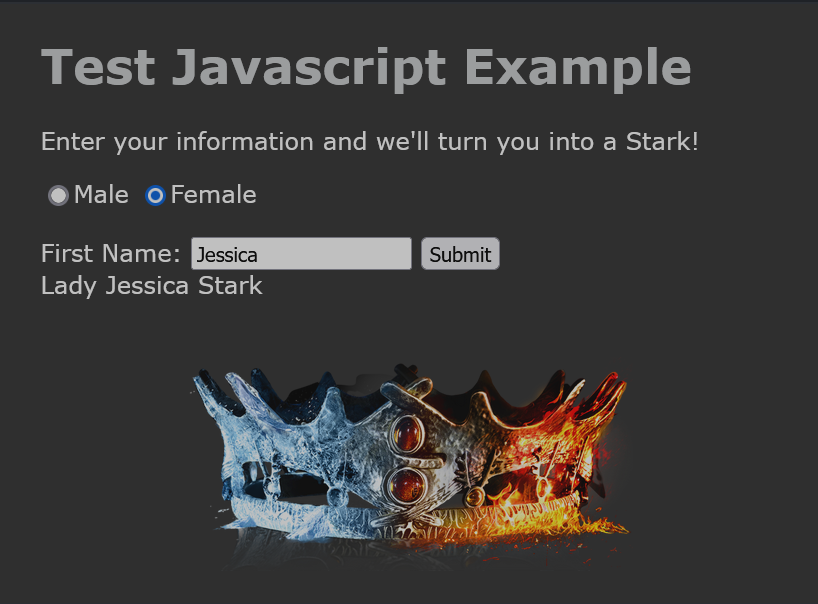 Test Javascript Example
Enter your information and we'll turn you into a Stark!
Male Female
First Name: Jessica Submit
Lady Jessica Stark